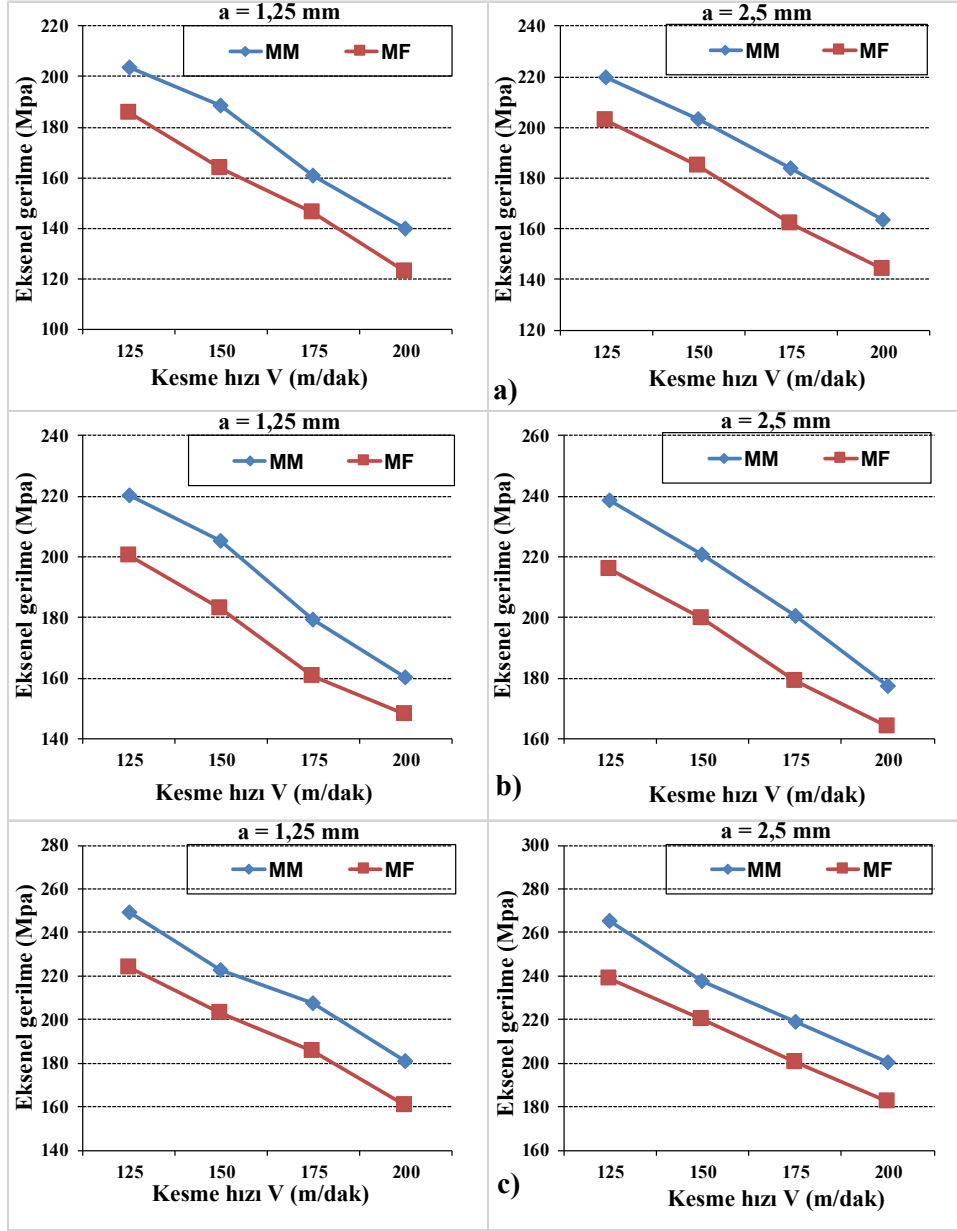 a = 1,25 mm
MM MF
Eksenel gerilme (Mpa)
220
200
180
160
140
120
100
125 150 175 200
Kesme hızı V (m/dak)
a = 2,5 mm
MM MF
Eksenel gerilme (Mpa)
240
220
200
180
160
140
120
125 150 175 200
Kesme hızı V (m/dak)
a)
a = 1,25 mm
MM MF
Eksenel gerilme (Mpa)
240
220
200
180
160
140
125 150 175 200
Kesme hızı V (m/dak)
a = 2,5 mm
MM MF
Eksenel gerilme (Mpa)
260
240
220
200
180
160
125 150 175 200
Kesme hızı V (m/dak)
b)
a = 1,25 mm
MM MF
Eksenel gerilme (Mpa)
280
260
240
220
200
180
160
140
125 150 175 200
Kesme hızı V (m/dak)
a = 2,5 mm
MM MF
Eksenel gerilme (Mpa)
300
280
260
240
220
200
180
160
125 150 175 200
Kesme hızı V (m/dak)
c)